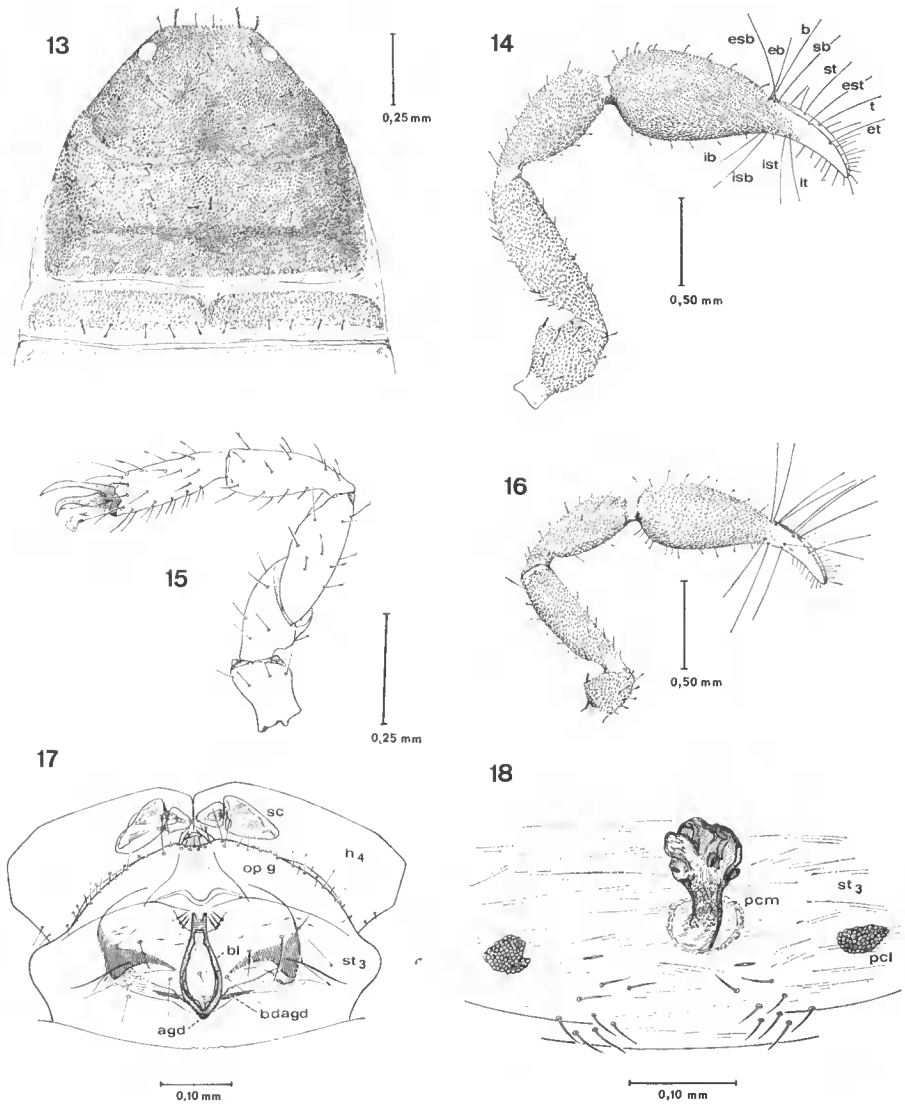 13
0,25 mm
14
esb
eb
b
sb
st
est
t
et
ib
isb
ist
it
0,50 mm
15
0,25 mm
16
0,50 mm
17
sc
h4
op g
bl
st3
agd
bdagd
0,10 mm
18
st3
pcm
pcl
0,10 mm